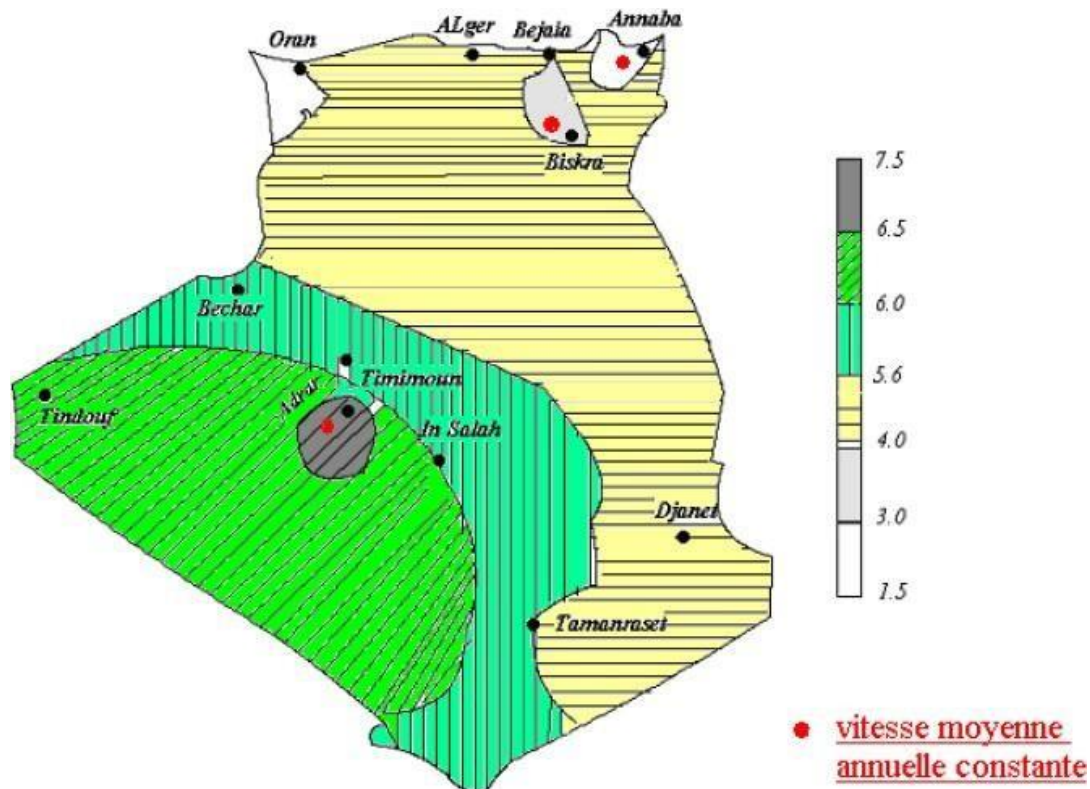 Oran
ALger
Bejaia
Annaba
Biskra
Bechar
Timimoun
Adrar
Tindouf
In Salah
Djanet
Tamanraset
7.5
6.5
6.0
5.6
4.0
3.0
1.5
vitesse moyenne
annuelle constante